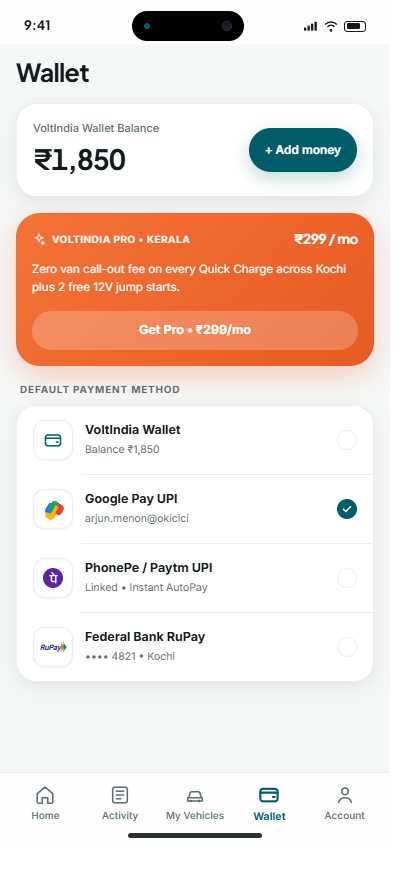 9:41
Wallet
VoltIndia Wallet Balance
₹1,850
+ Add money
VOLTINDIA PRO • KERALA
₹299 / mo
Zero van call-out fee on every Quick Charge across Kochi
plus 2 free 12V jump starts.
Get Pro • ₹299/mo
DEFAULT PAYMENT METHOD
VoltIndia Wallet
Balance ₹1,850
Google Pay UPI
arjun.menon@okicici
पे
PhonePe / Paytm UPI
Linked • Instant AutoPay
RuPay
Federal Bank RuPay
•••• 4821 • Kochi
Home
Activity
My Vehicles
Wallet
Account